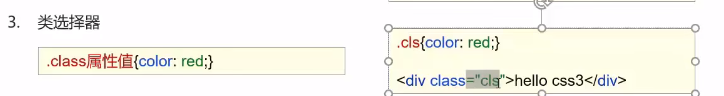 3. 类选择器
.class属性值{color: red;}
.cls{color: red;}
<div class="cls">hello css3</div>